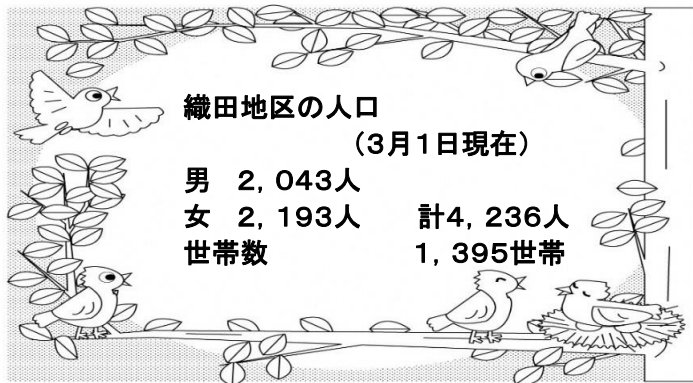 織田地区の人口
（3月1日現在）
男　2，043人
女　2，193人　　計4，236人
世帯数　　　　　1，395世帯